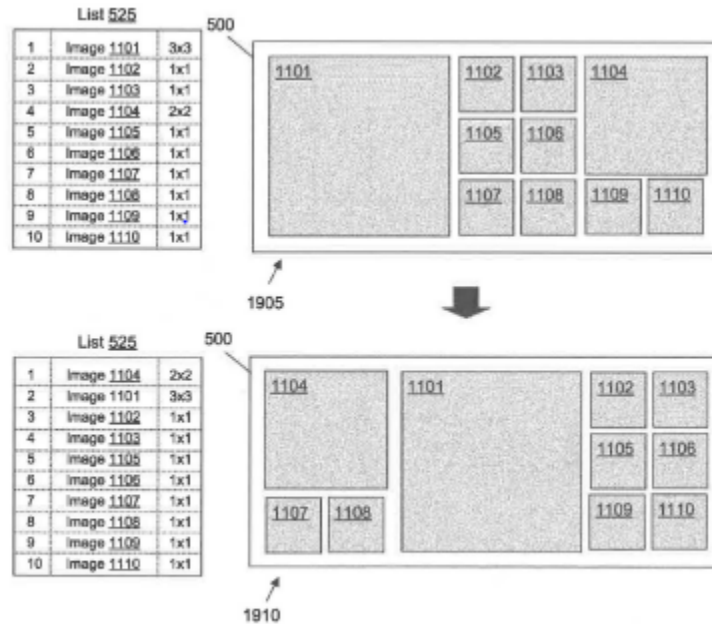 List 525
500
1 Image 1101 3x3
2 Image 1102 1x1
3 Image 1103 1x1
4 Image 1104 2x2
5 Image 1105 1x1
6 Image 1106 1x1
7 Image 1107 1x1
8 Image 1108 1x1
9 Image 1109 1x1
10 Image 1110 1x1
1101 1102 1103 1104
1105 1106
1107 1108 1109 1110
1905
List 525
500
1 Image 1104 2x2
2 Image 1101 3x3
3 Image 1102 1x1
4 Image 1103 1x1
5 Image 1105 1x1
6 Image 1106 1x1
7 Image 1107 1x1
8 Image 1108 1x1
9 Image 1109 1x1
10 Image 1110 1x1
1104 1101 1102 1103
1105 1106
1107 1108 1109 1110
1910